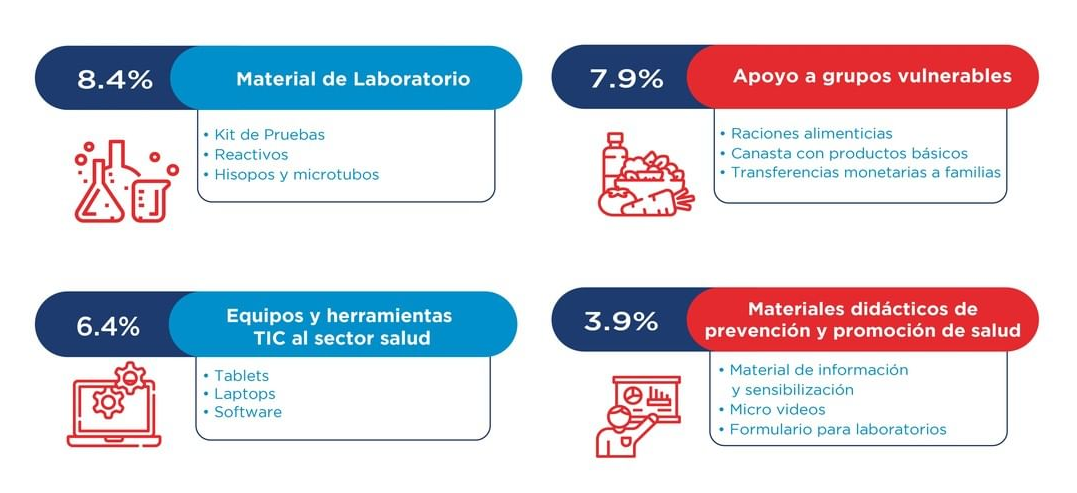 8.4%
Material de Laboratorio
• Kit de Pruebas
• Reactivos
• Hisopos y microtubos
7.9%
Apoyo a grupos vulnerables
• Raciones alimenticias
• Canasta con productos básicos
• Transferencias monetarias a familias
6.4%
Equipos y herramientas
TIC al sector salud
• Tablets
• Laptops
• Software
3.9%
Materiales didácticos de
prevención y promoción de salud
• Material de información
y sensibilización
• Micro videos
• Formulario para laboratorios